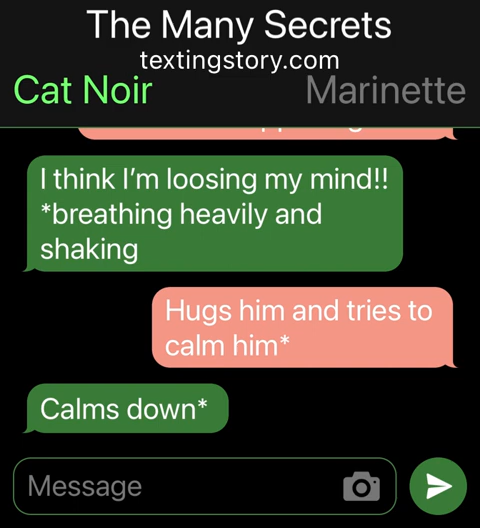 The Many Secrets
textingstory.com
Cat Noir Marinette
I think I'm loosing my mind!!
*breathing heavily and
shaking
Hugs him and tries to
calm him*
Calms down*
Message